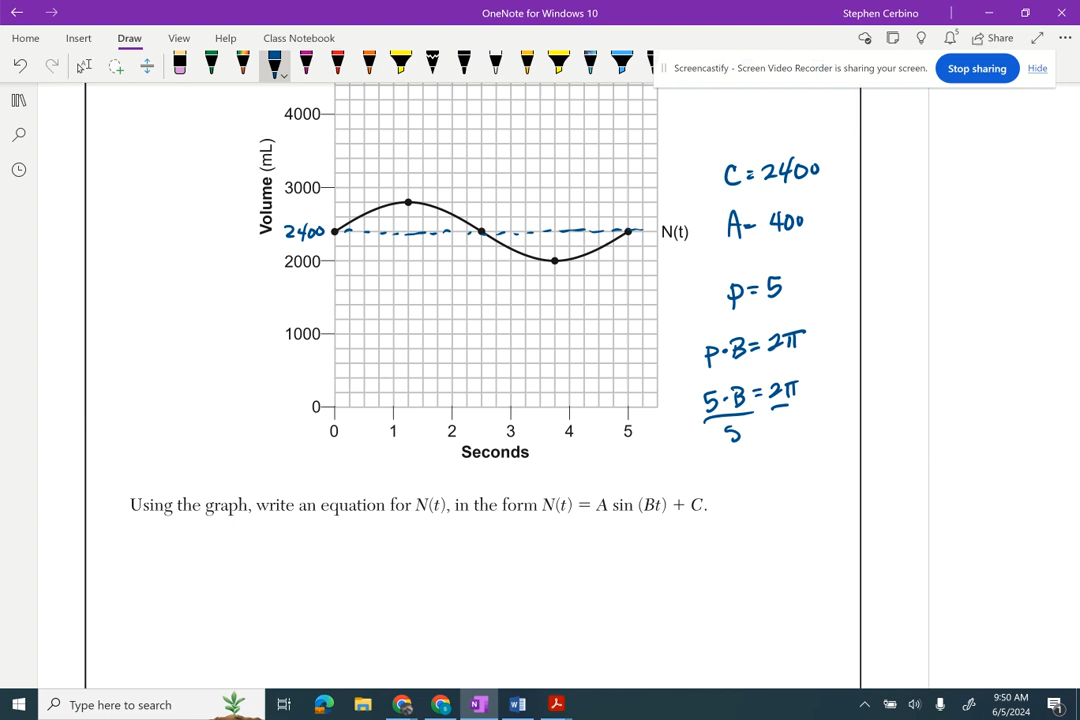 OneNote for Windows 10
Stephen Cerbino
Home Insert Draw View Help Class Notebook
Share
Screencastify - Screen Video Recorder is sharing your screen. Stop sharing Hide
4000
3000
2400
2000
1000
0
Volume (mL)
N(t)
0 1 2 3 4 5
Seconds
C = 2400
A = 400
P = 5
P · B = 2π
5 · B = 2π
5
Using the graph, write an equation for N(t), in the form N(t) = A sin (Bt) + C.
Type here to search
9:50 AM
6/5/2024